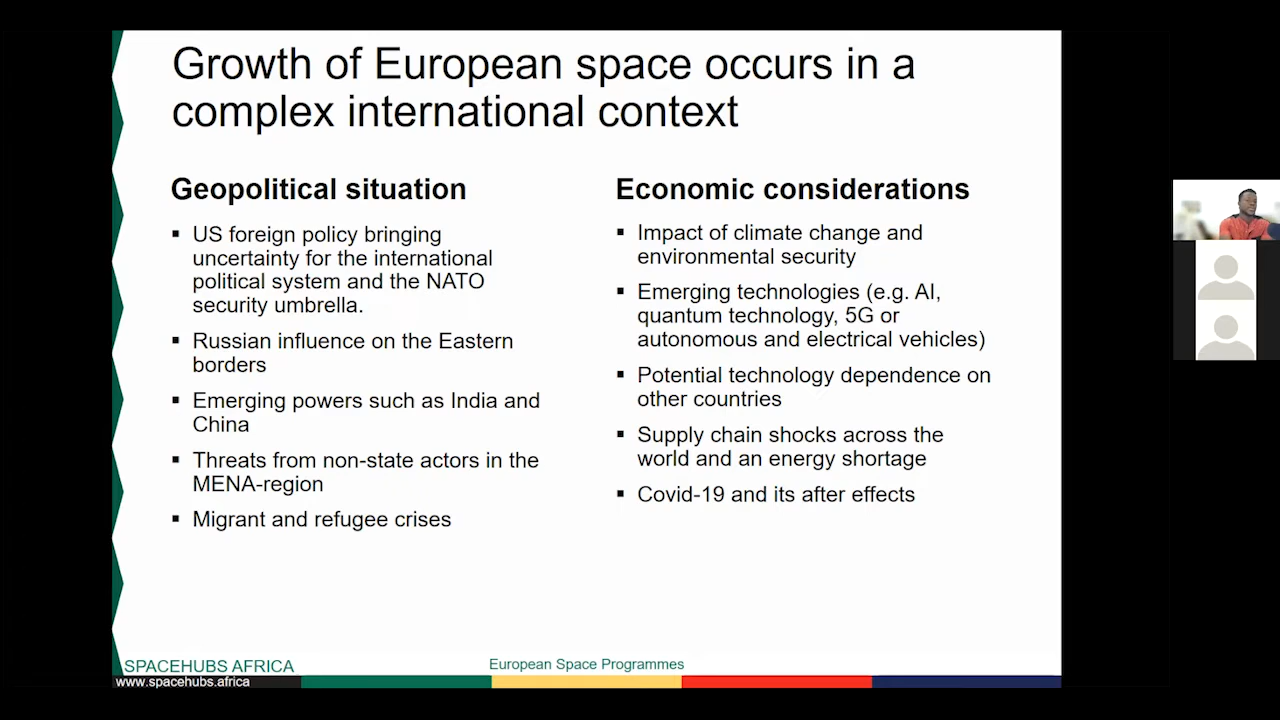 Growth of European space occurs in a
complex international context
Geopolitical situation
▪ US foreign policy bringing
uncertainty for the international
political system and the NATO
security umbrella.
▪ Russian influence on the Eastern
borders
▪ Emerging powers such as India and
China
▪ Threats from non-state actors in the
MENA-region
▪ Migrant and refugee crises
Economic considerations
▪ Impact of climate change and
environmental security
▪ Emerging technologies (e.g. AI,
quantum technology, 5G or
autonomous and electrical vehicles)
▪ Potential technology dependence on
other countries
▪ Supply chain shocks across the
world and an energy shortage
▪ Covid-19 and its after effects
SPACEHUBS AFRICA
European Space Programmes
www.spacehubs.africa